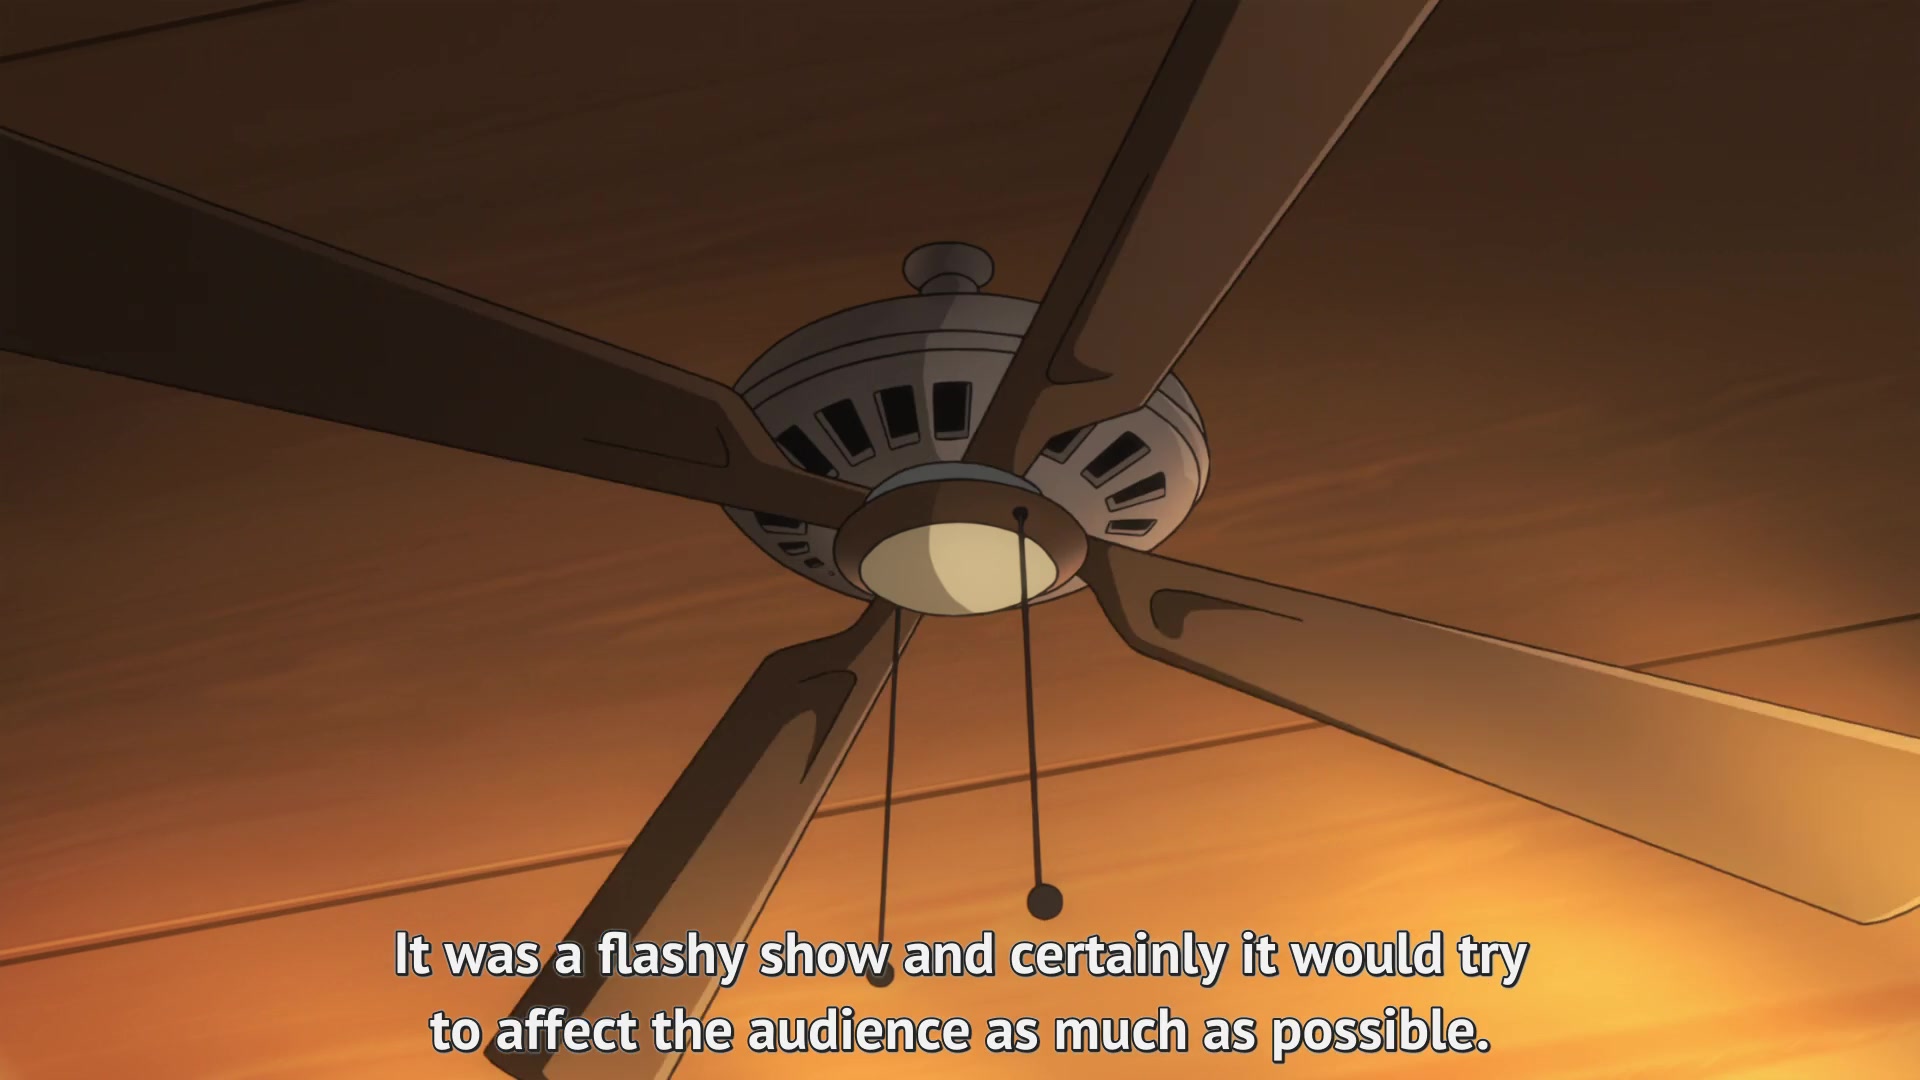 It was a flashy show and certainly it would try
to affect the audience as much as possible.